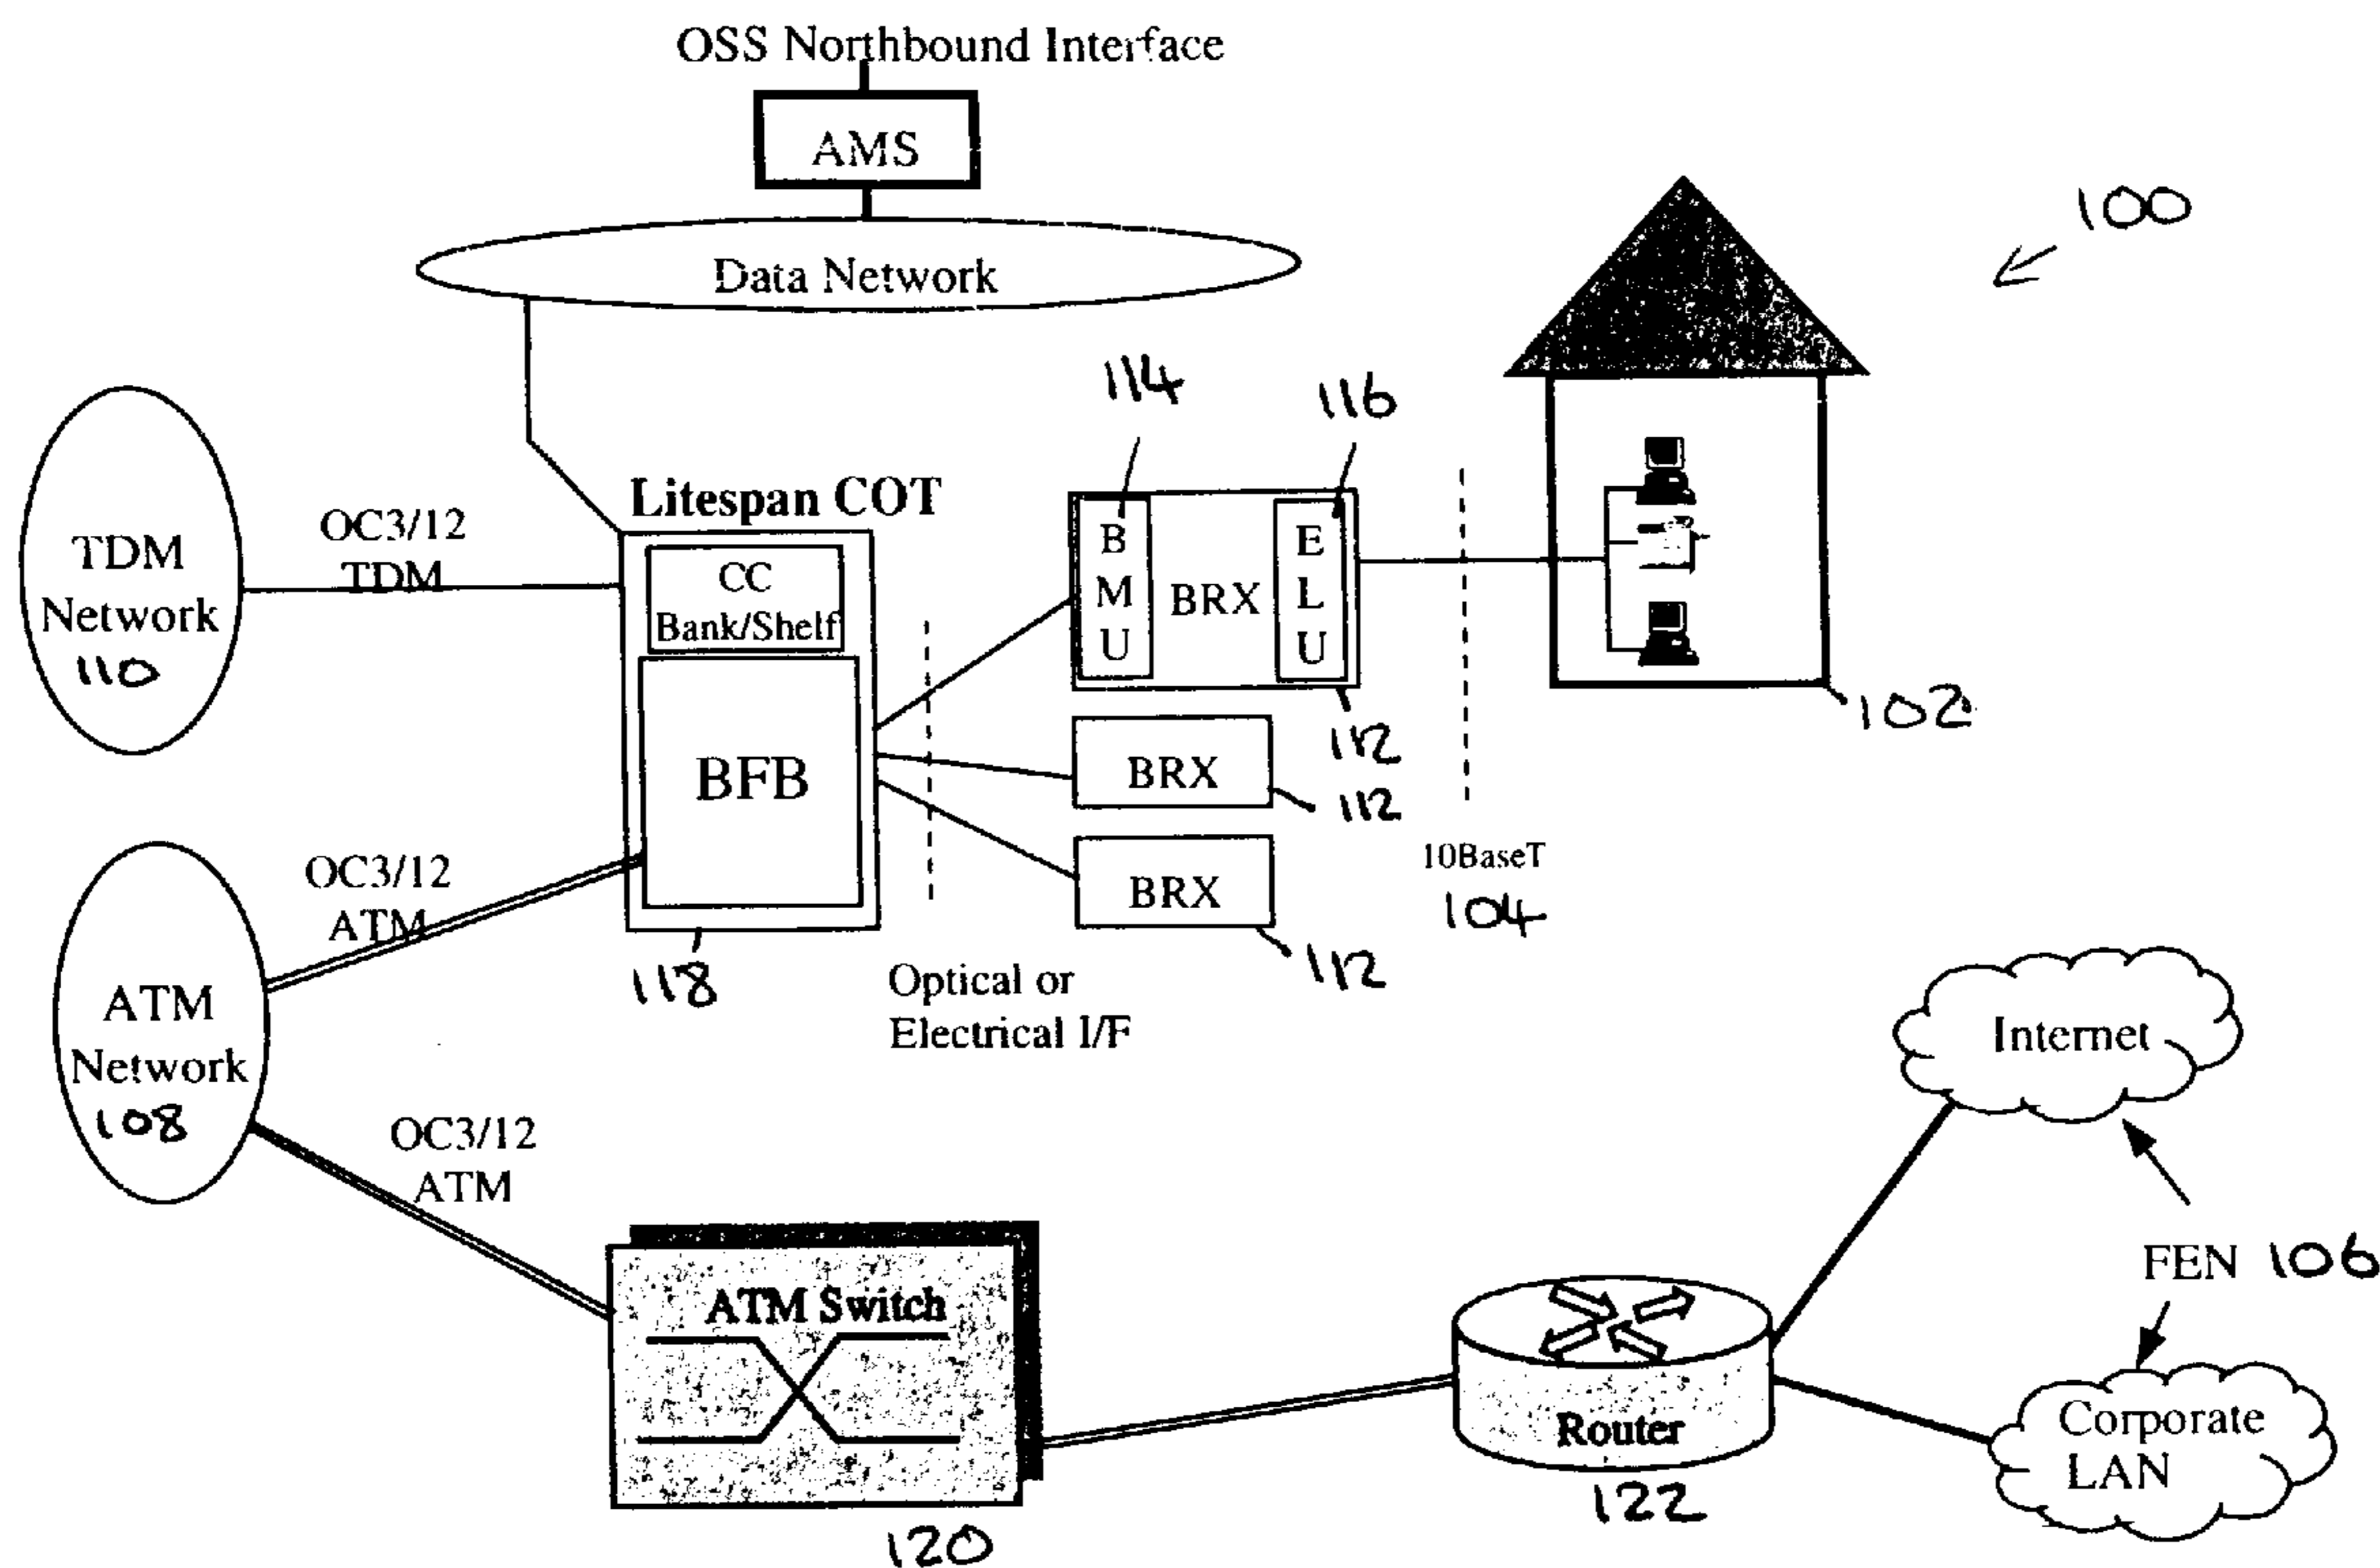 OSS Northbound Interface
AMS
Data Network
100
114
116
Litespan COT
OC3/12
TDM
TDM
Network
110
CC
Bank/Shelf
BFB
B
M
U
BRX
E
L
U
112
102
BRX
112
BRX
112
10BaseT
104
OC3/12
ATM
118
Optical or
Electrical I/F
ATM
Network
108
OC3/12
ATM
Internet
FEN 106
ATM Switch
120
Router
122
Corporate
LAN